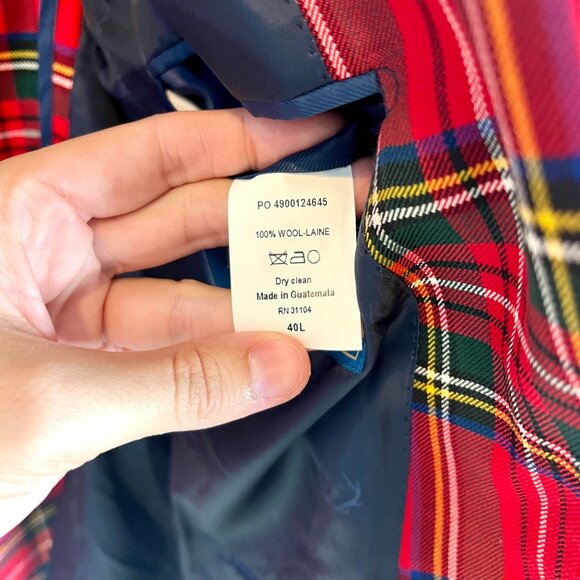 PO 4900124645
100% WOOL-LAINE
Dry clean
Made in Guatemala
RN 31104
40L